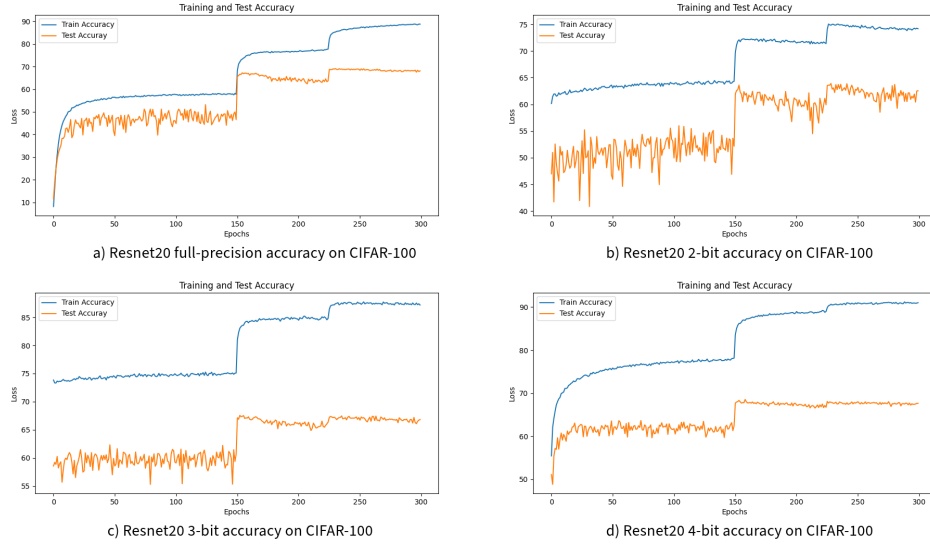 Training and Test Accuracy
Train Accuracy
Test Accuray
Loss
90
80
70
60
50
40
30
20
10
0 50 100 150 200 250 300
Epochs
a) Resnet20 full-precision accuracy on CIFAR-100
Training and Test Accuracy
Train Accuracy
Test Accuray
Loss
75
70
65
60
55
50
45
40
0 50 100 150 200 250 300
Epochs
b) Resnet20 2-bit accuracy on CIFAR-100
Training and Test Accuracy
Train Accuracy
Test Accuray
Loss
85
80
75
70
65
60
55
0 50 100 150 200 250 300
Epochs
c) Resnet20 3-bit accuracy on CIFAR-100
Training and Test Accuracy
Train Accuracy
Test Accuray
Loss
90
80
70
60
50
0 50 100 150 200 250 300
Epochs
d) Resnet20 4-bit accuracy on CIFAR-100